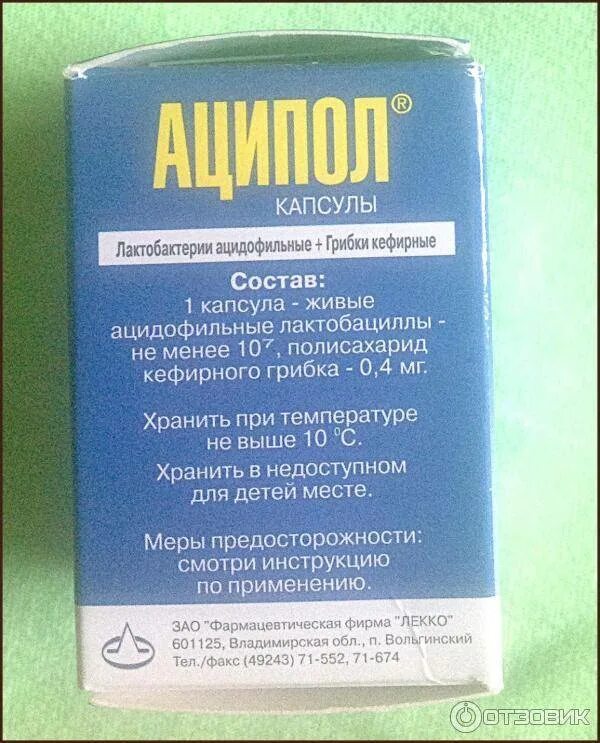 АЦИПОЛ®
КАПСУЛЫ
Лактобактерии ацидофильные + Грибки кефирные
Состав:
1 капсула - живые
ацидофильные лактобациллы -
не менее 10⁷, полисахарид
кефирного грибка - 0,4 мг.
Хранить при температуре
не выше 10 °С.
Хранить в недоступном
для детей месте.
Меры предосторожности:
смотри инструкцию
по применению.
ЗАО "Фармацевтическая фирма "ЛЕККО"
601125, Владимирская обл., п. Вольгинский
Тел./факс (49243) 71-552, 71-674
ОТЗОВИК